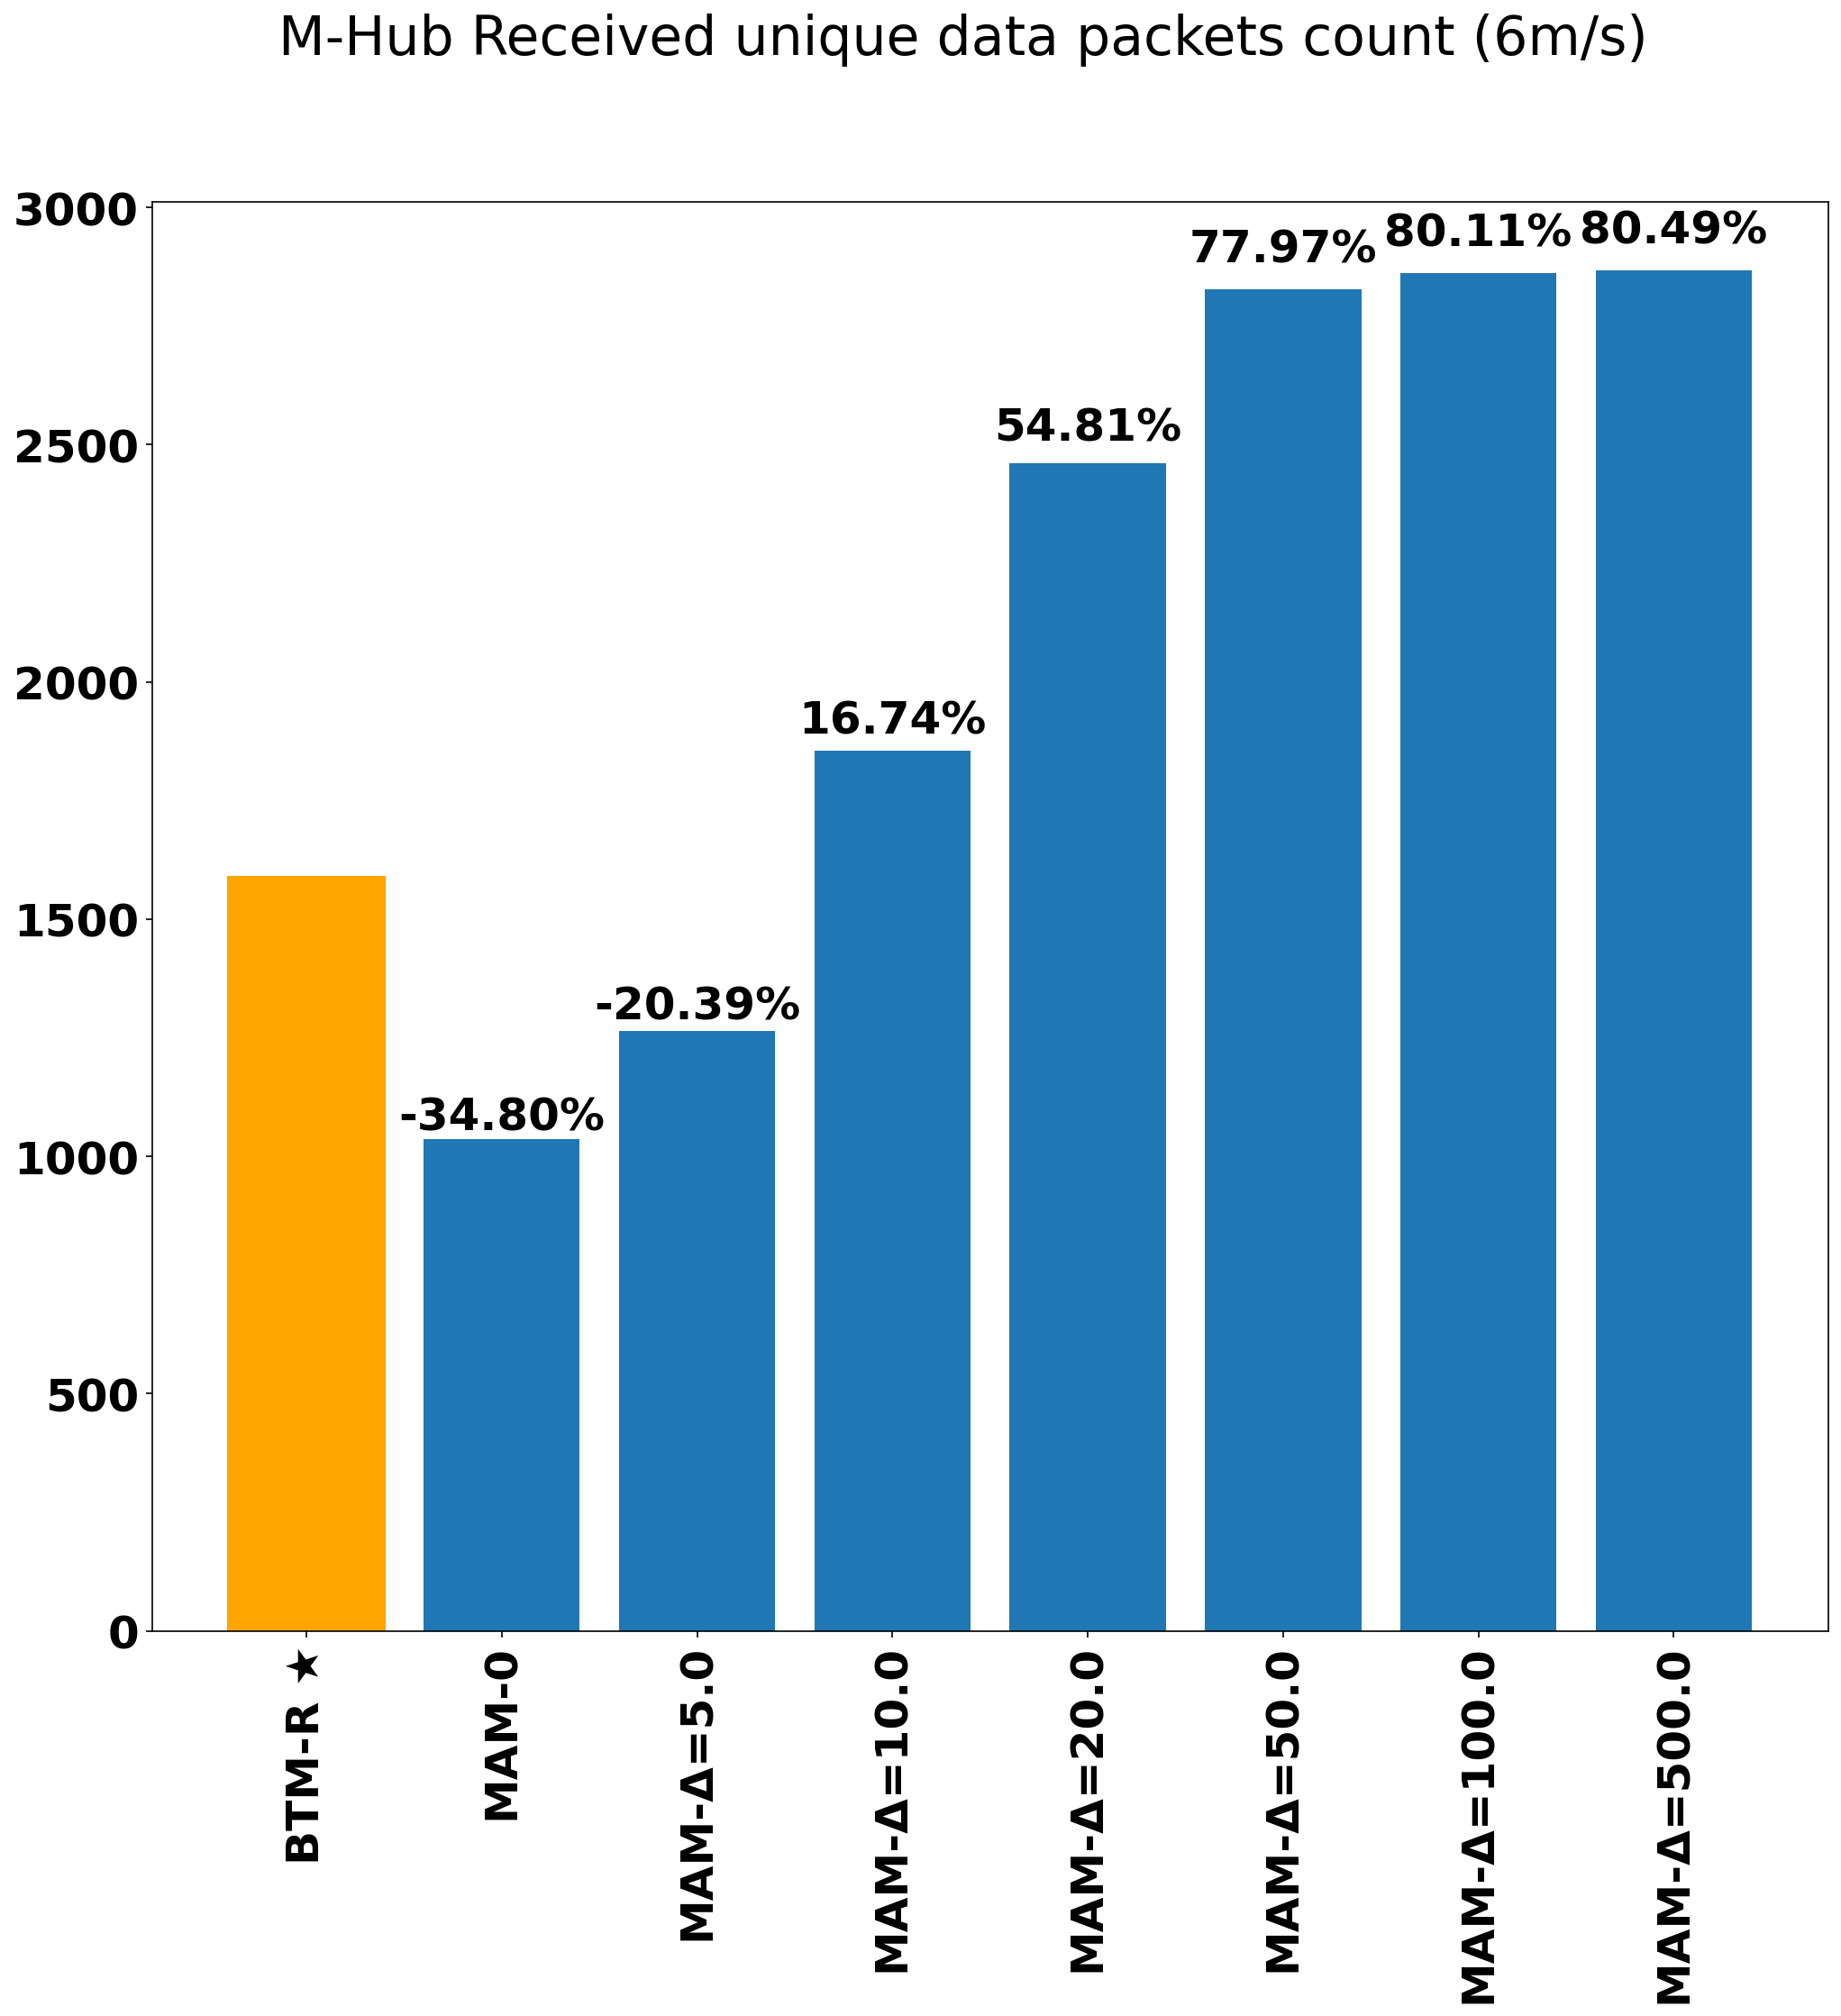 M-Hub Received unique data packets count (6m/s)
3000
2500
2000
1500
1000
500
0
-34.80%
-20.39%
16.74%
54.81%
77.97%
80.11%
80.49%
BTM-R ★
MAM-0
MAM-Δ=5.0
MAM-Δ=10.0
MAM-Δ=20.0
MAM-Δ=50.0
MAM-Δ=100.0
MAM-Δ=500.0